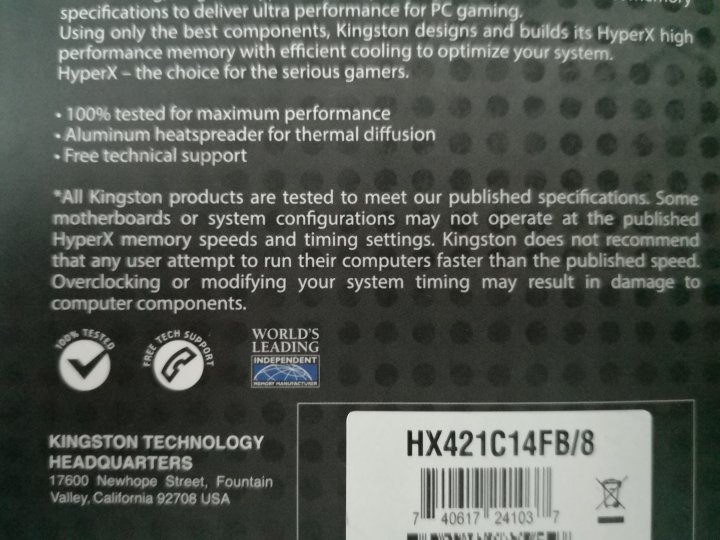 specifications to deliver ultra performance for PC gaming.
Using only the best components, Kingston designs and builds its HyperX high
performance memory with efficient cooling to optimize your system.
HyperX – the choice for the serious gamers.
• 100% tested for maximum performance
• Aluminum heatspreader for thermal diffusion
• Free technical support
*All Kingston products are tested to meet our published specifications. Some
motherboards or system configurations may not operate at the published
HyperX memory speeds and timing settings. Kingston does not recommend
that any user attempt to run their computers faster than the published speed.
Overclocking or modifying your system timing may result in damage to
computer components.
100% TESTED
FREE TECH SUPPORT
WORLD'S
LEADING
INDEPENDENT
MEMORY MANUFACTURER
KINGSTON TECHNOLOGY
HEADQUARTERS
17600 Newhope Street, Fountain
Valley, California 92708 USA
HX421C14FB/8
7 40617 24103 7